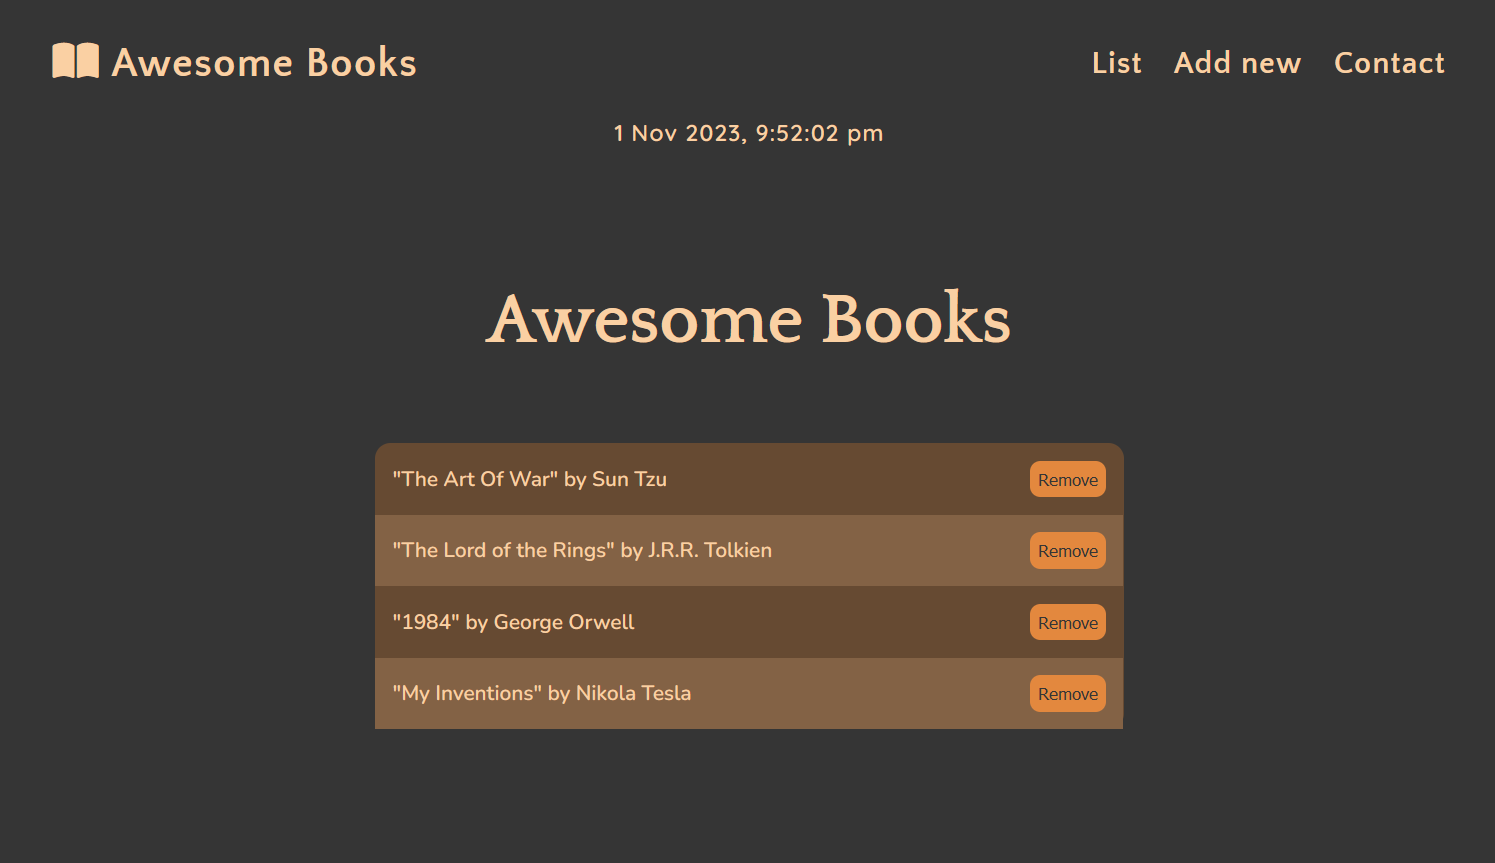 Awesome Books
List
Add new
Contact
1 Nov 2023, 9:52:02 pm
Awesome Books
"The Art Of War" by Sun Tzu
Remove
"The Lord of the Rings" by J.R.R. Tolkien
Remove
"1984" by George Orwell
Remove
"My Inventions" by Nikola Tesla
Remove